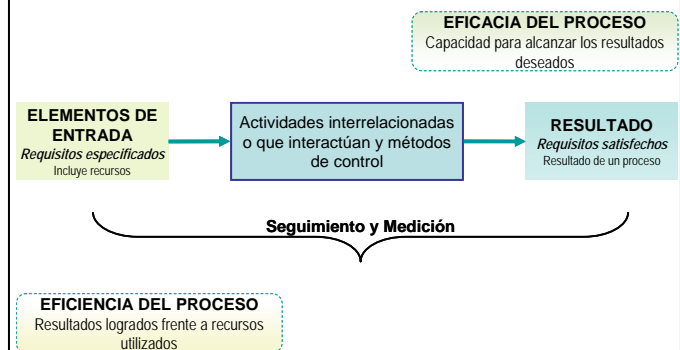 EFICACIA DEL PROCESO
Capacidad para alcanzar los resultados
deseados
ELEMENTOS DE
ENTRADA
Requisitos especificados
Incluye recursos
Actividades interrelacionadas
o que interactúan y métodos
de control
RESULTADO
Requisitos satisfechos
Resultado de un proceso
Seguimiento y Medición
EFICIENCIA DEL PROCESO
Resultados logrados frente a recursos
utilizados